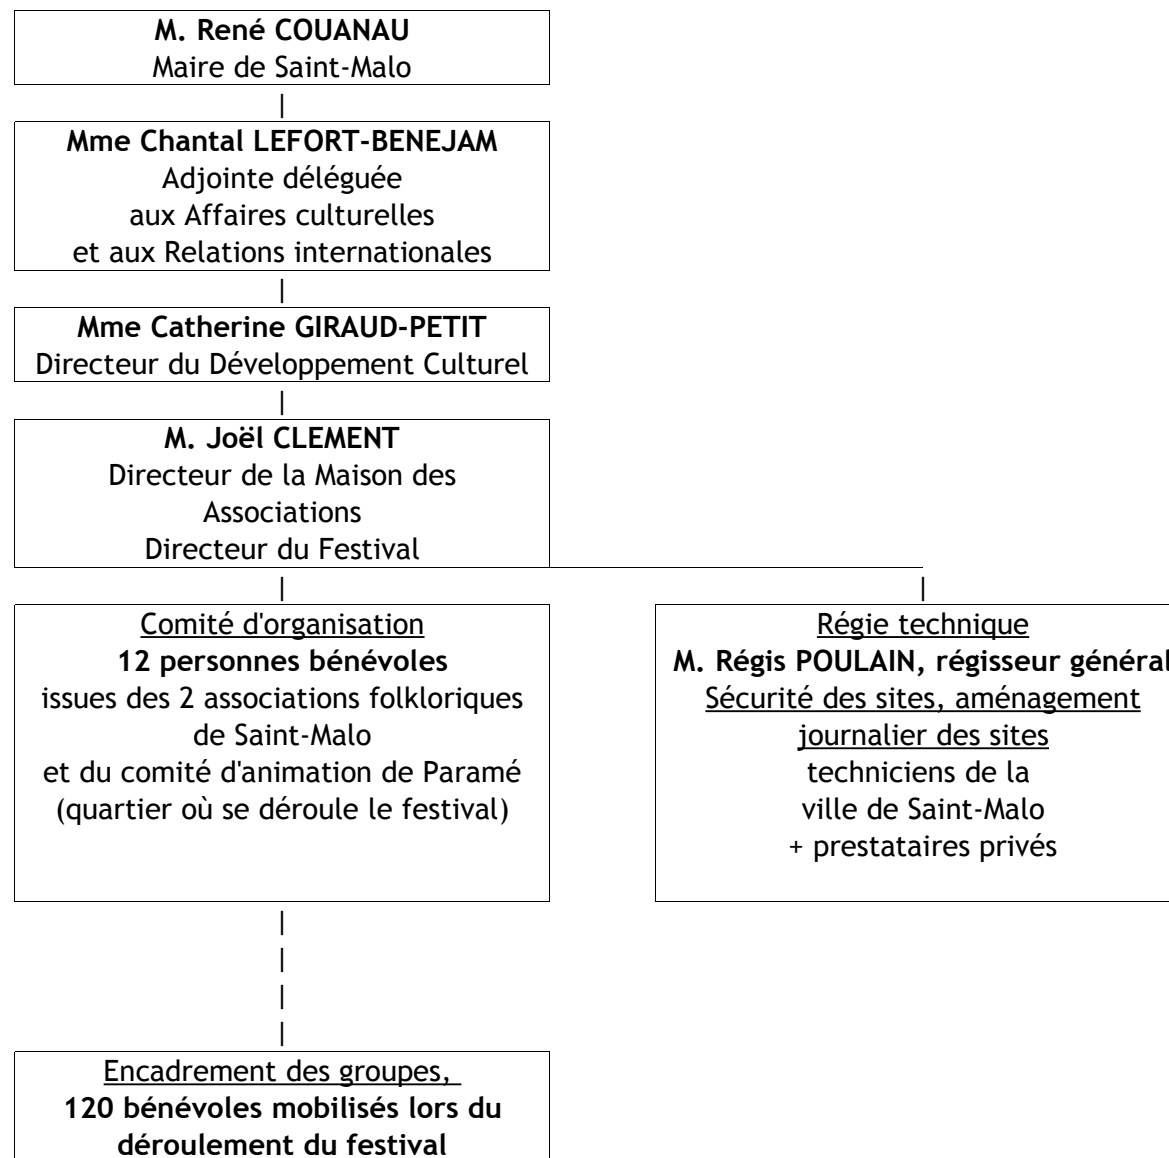 M. René COUANAU
Maire de Saint-Malo
Mme Chantal LEFORT-BENEJAM
Adjointe déléguée
aux Affaires culturelles
et aux Relations internationales
Mme Catherine GIRAUD-PETIT
Directeur du Développement Culturel
M. Joël CLEMENT
Directeur de la Maison des
Associations
Directeur du Festival
Comité d'organisation
12 personnes bénévoles
issues des 2 associations folkloriques
de Saint-Malo
et du comité d'animation de Paramé
(quartier où se déroule le festival)
Régie technique
M. Régis POULAIN, régisseur général
Sécurité des sites, aménagement
journalier des sites
techniciens de la
ville de Saint-Malo
+ prestataires privés
Encadrement des groupes,
120 bénévoles mobilisés lors du
déroulement du festival